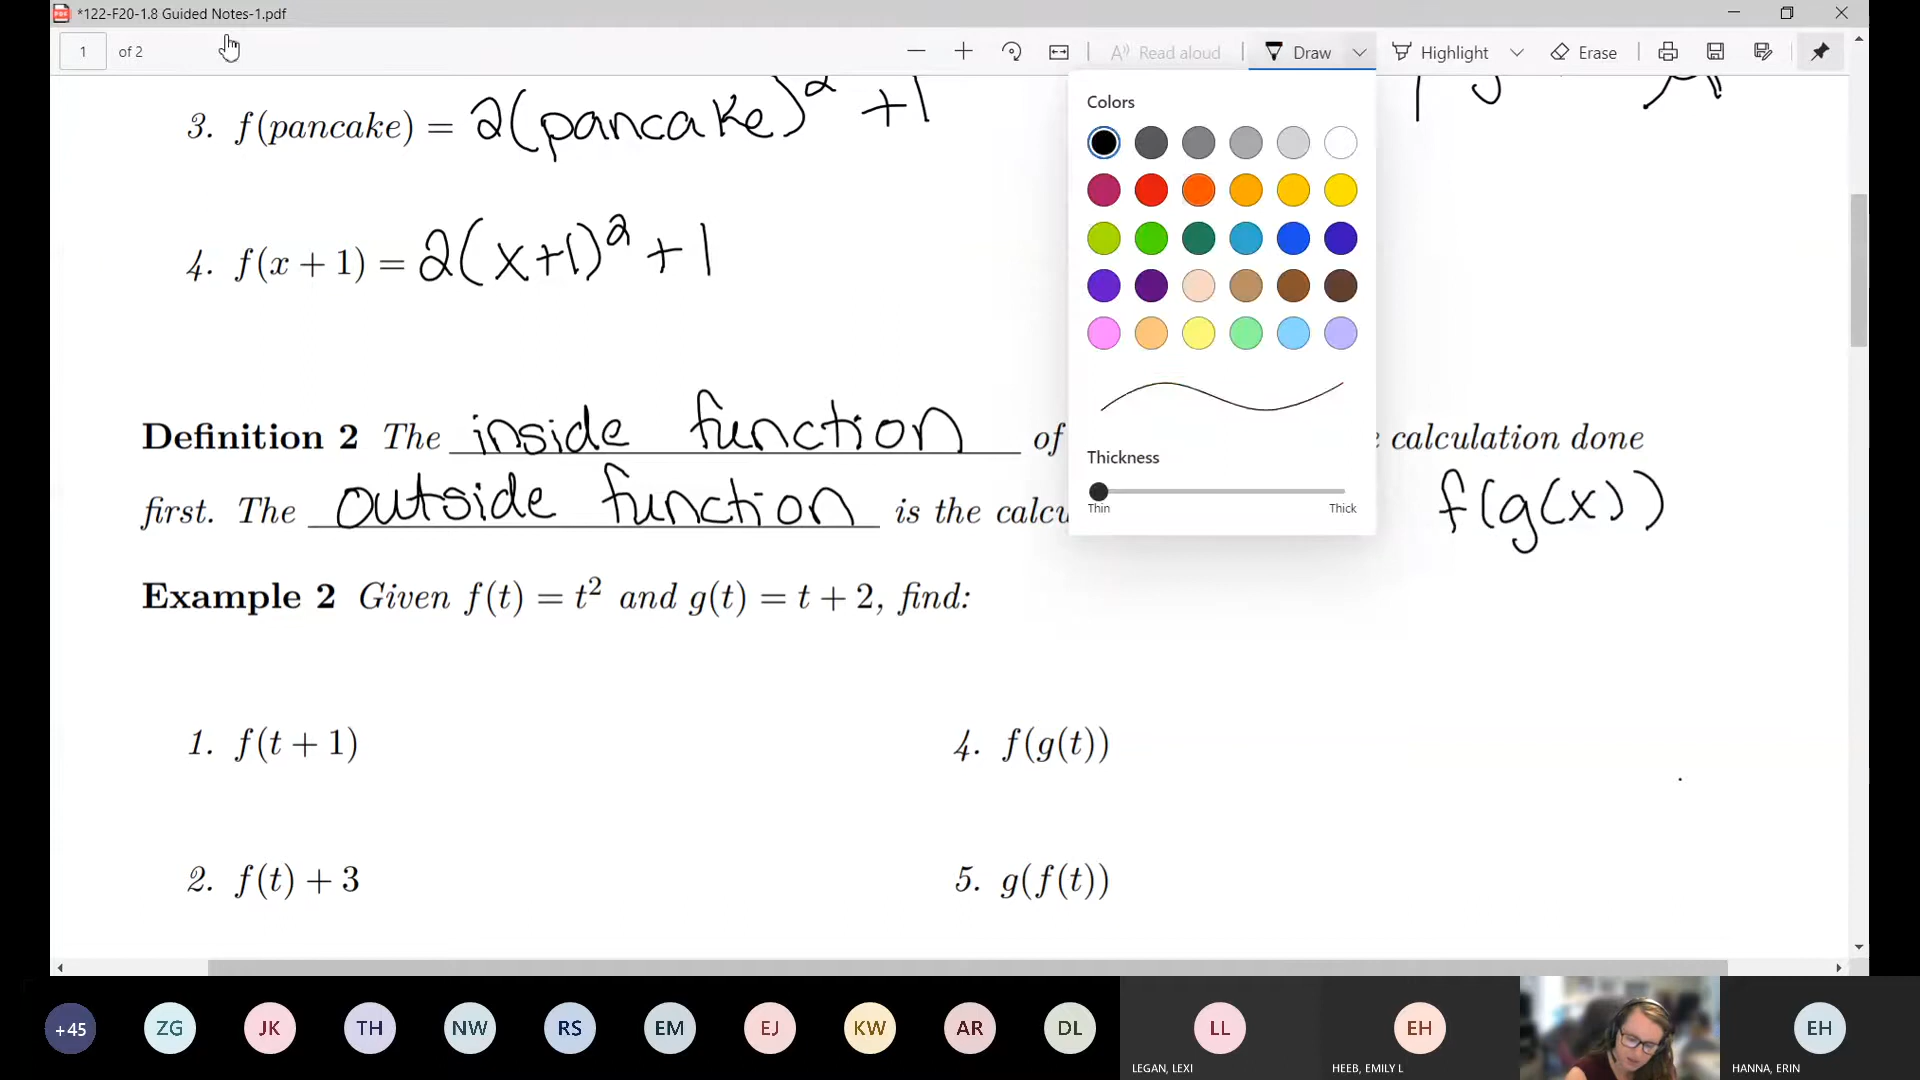 *122-F20-1.8 Guided Notes-1.pdf
1 of 2 Read aloud Draw Highlight Erase
3. f(pancake) = 2(pancake)² + 1
4. f(x + 1) = 2(x+1)² + 1
Colors
Thickness
Thin Thick
Definition 2 The inside function of calculation done
first. The outside function is the calcu f(g(x))
Example 2 Given f(t) = t² and g(t) = t + 2, find:
1. f(t + 1)
4. f(g(t))
2. f(t) + 3
5. g(f(t))
+45 ZG JK TH NW RS EM EJ KW AR DL LL EH EH
LEGAN, LEXI HEEB, EMILY L HANNA, ERIN